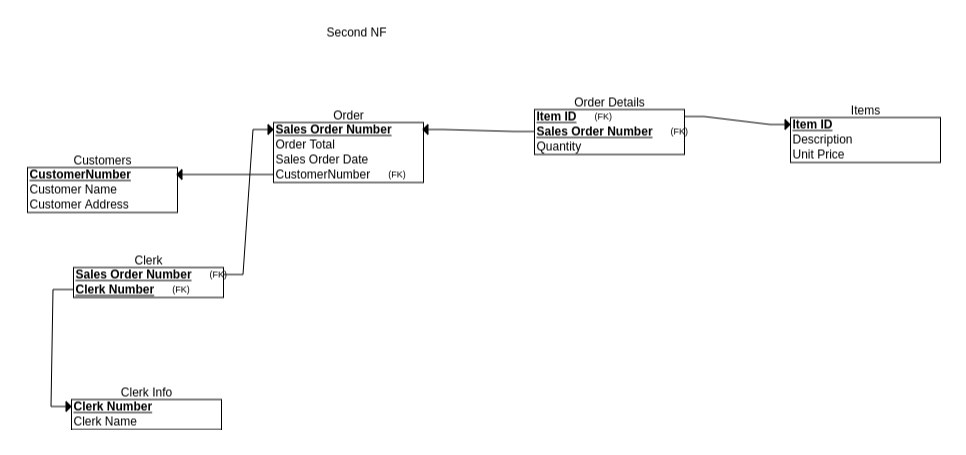 Second NF
Customers
CustomerNumber
Customer Name
Customer Address
Order
Sales Order Number
Order Total
Sales Order Date
CustomerNumber (FK)
Order Details
Item ID (FK)
Sales Order Number (FK)
Quantity
Items
Item ID
Description
Unit Price
Clerk
Sales Order Number (FK)
Clerk Number (FK)
Clerk Info
Clerk Number
Clerk Name